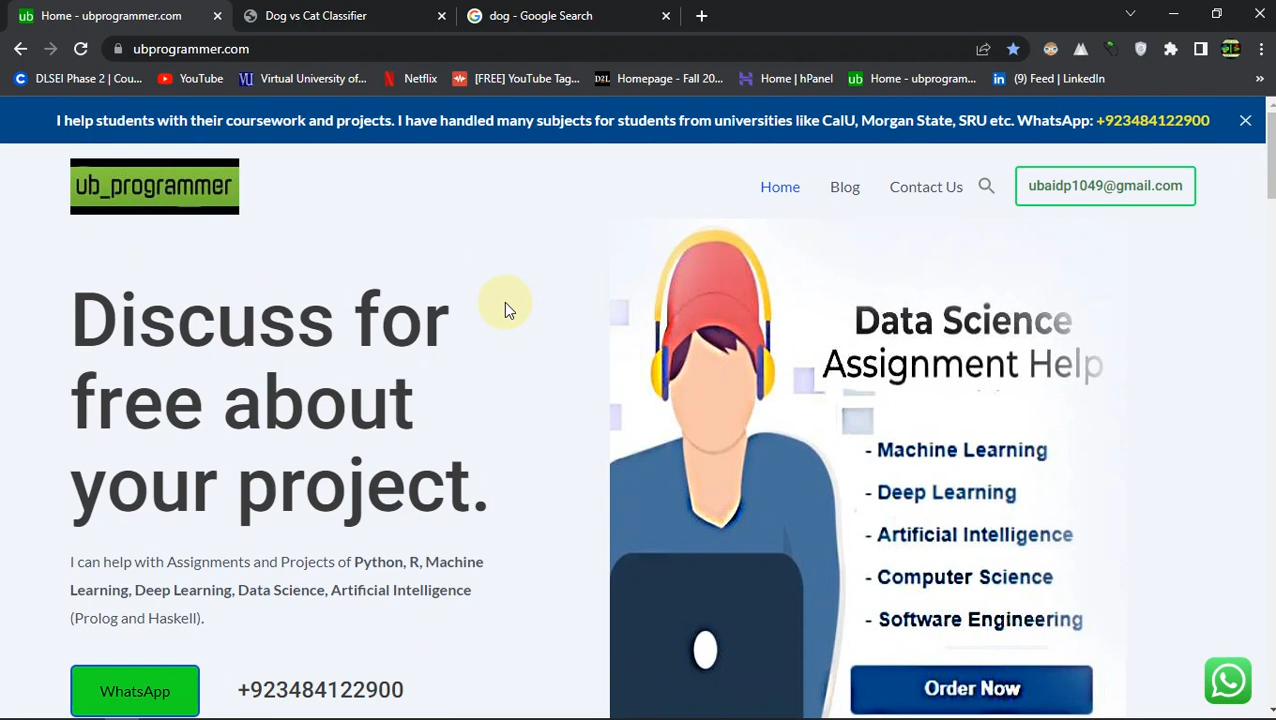 Home - ubprogrammer.com
Dog vs Cat Classifier
dog - Google Search
ubprogrammer.com
DLSEI Phase 2 | Cou...
YouTube
Virtual University of...
Netflix
[FREE] YouTube Tag...
D2L
Homepage - Fall 20...
Home | hPanel
ub
Home - ubprogram...
(9) Feed | LinkedIn
I help students with their coursework and projects. I have handled many subjects for students from universities like CalU, Morgan State, SRU etc. WhatsApp: +923484122900
ub_programmer
Home
Blog
Contact Us
ubaidp1049@gmail.com
Discuss for
free about
your project.
I can help with Assignments and Projects of Python, R, Machine
Learning, Deep Learning, Data Science, Artificial Intelligence
(Prolog and Haskell).
WhatsApp
+923484122900
Data Science
Assignment Help
- Machine Learning
- Deep Learning
- Artificial Intelligence
- Computer Science
- Software Engineering
Order Now